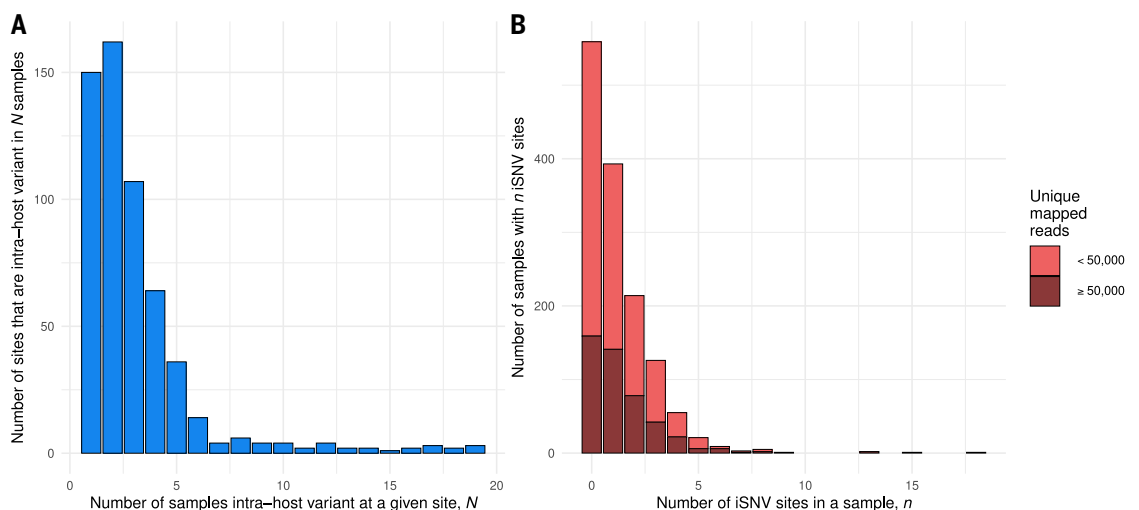 A
Number of sites that are intra−host variant in N samples
150
100
50
0
0
5
10
15
20
Number of samples intra−host variant at a given site, N
B
Number of samples with n iSNV sites
400
200
0
0
5
10
15
Number of iSNV sites in a sample, n
Unique
mapped
reads
< 50,000
≥ 50,000